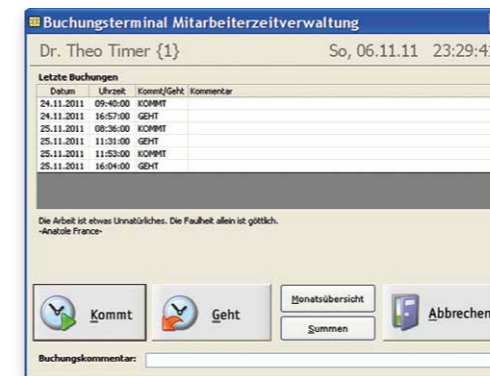 Buchungsterminal Mitarbeiterzeitverwaltung
Dr. Theo Timer {1} So, 06.11.11 23:29:4
Letzte Buchungen
Datum Uhrzeit Kommt/Geht Kommentar
24.11.2011 09:40:00 KOMMT
24.11.2011 16:57:00 GEHT
25.11.2011 08:36:00 KOMMT
25.11.2011 11:31:00 GEHT
25.11.2011 11:53:00 KOMMT
25.11.2011 16:04:00 GEHT
Die Arbeit ist etwas Unnatürliches. Die Faulheit allein ist göttlich.
-Anatole France-
Kommt Geht Monatsübersicht Abbrechen
Summen
Buchungskommentar: